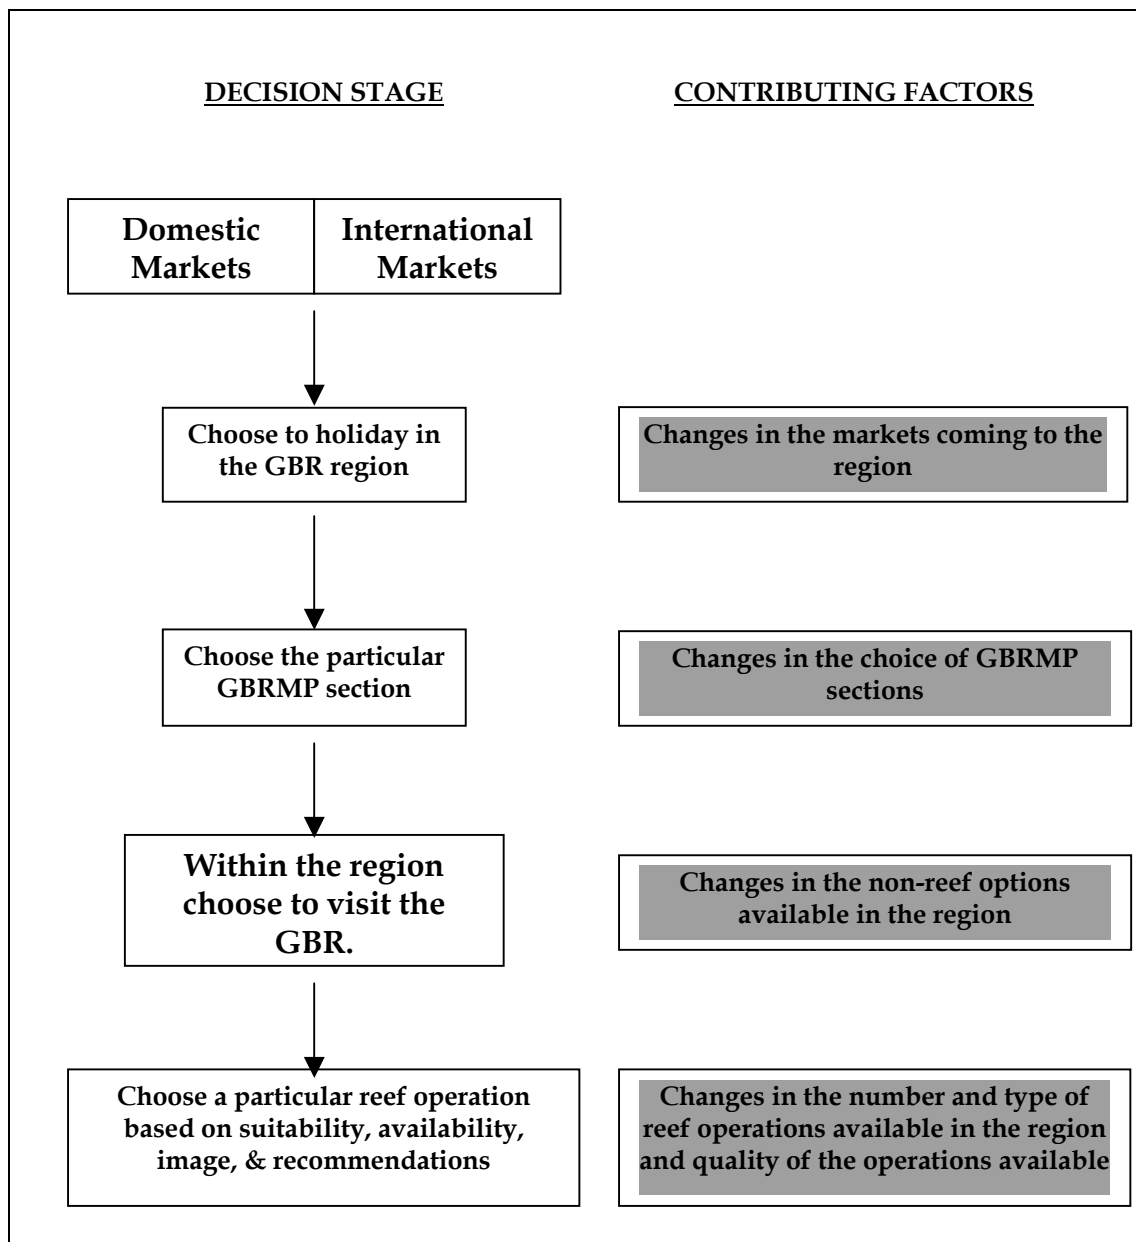 DECISION STAGE
CONTRIBUTING FACTORS
Domestic
Markets
International
Markets
Choose to holiday in
the GBR region
Changes in the markets coming to the
region
Choose the particular
GBRMP section
Changes in the choice of GBRMP
sections
Within the region
choose to visit the
GBR.
Changes in the non-reef options
available in the region
Choose a particular reef operation
based on suitability, availability,
image, & recommendations
Changes in the number and type of
reef operations available in the region
and quality of the operations available